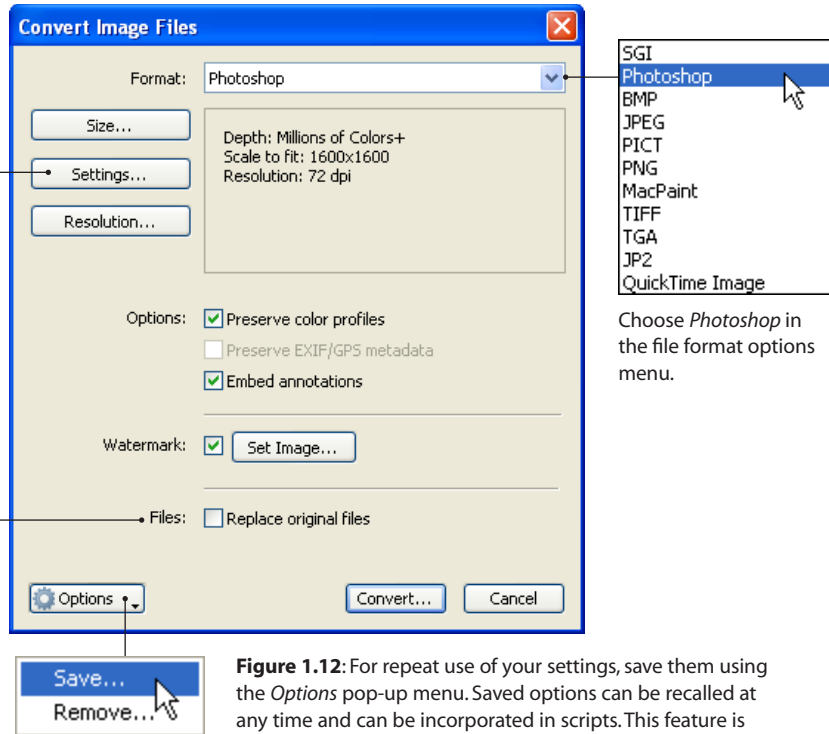 Convert Image Files
Format: Photoshop
Size...
Settings...
Resolution...
Depth: Millions of Colors+
Scale to fit: 1600x1600
Resolution: 72 dpi
Options: Preserve color profiles
Preserve EXIF/GPS metadata
Embed annotations
Watermark: Set Image...
Files: Replace original files
Options Convert... Cancel
SGI
Photoshop
BMP
JPEG
PICT
PNG
MacPaint
TIFF
TGA
JP2
QuickTime Image
Choose Photoshop in
the file format options
menu.
Save...
Remove...
Figure 1.12: For repeat use of your settings, save them using
the Options pop-up menu. Saved options can be recalled at
any time and can be incorporated in scripts. This feature is